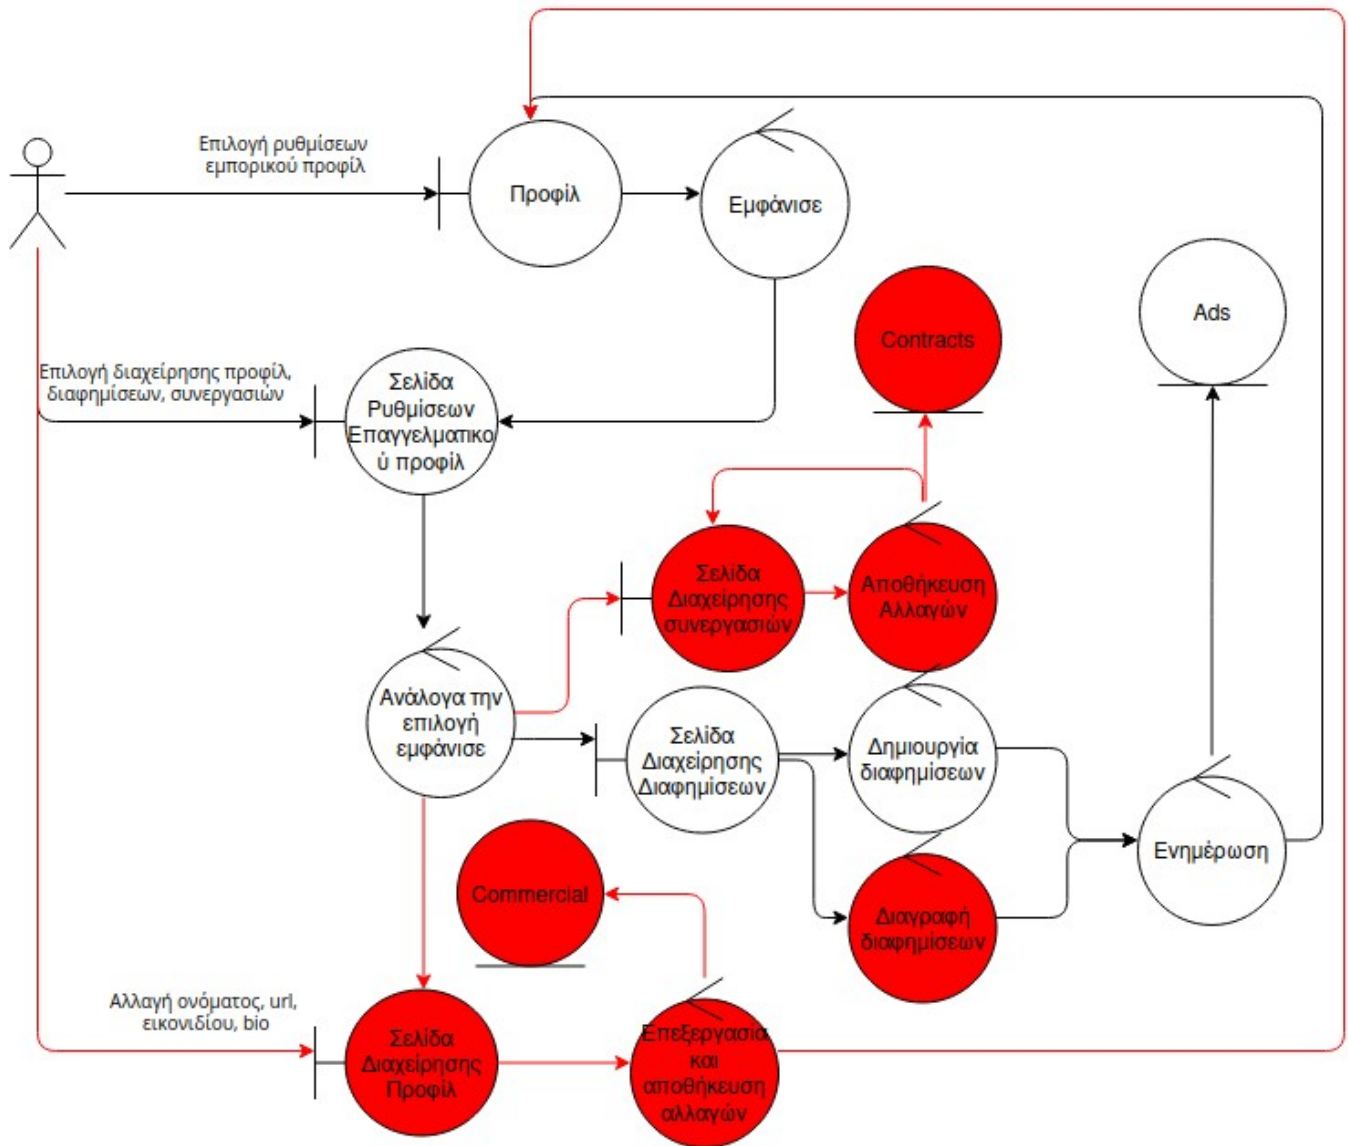 Επιλογή ρυθμίσεων
εμπορικού προφίλ
Προφίλ
Εμφάνισε
Ads
Contracts
Επιλογή διαχείρησης προφίλ,
διαφημίσεων, συνεργασιών
Σελίδα
Ρυθμίσεων
Επαγγελματικο
ύ προφίλ
Σελίδα
Διαχείρησης
συνεργασιών
Αποθήκευση
Αλλαγών
Ανάλογα την
επιλογή
εμφάνισε
Σελίδα
Διαχείρησης
Διαφημίσεων
Δημιουργία
διαφημίσεων
Ενημέρωση
Commercial
Διαγραφή
διαφημίσεων
Αλλαγή ονόματος, url,
εικονιδίου, bio
Σελίδα
Διαχείρησης
Προφίλ
Επεξεργασία
και
αποθήκευση
αλλαγών